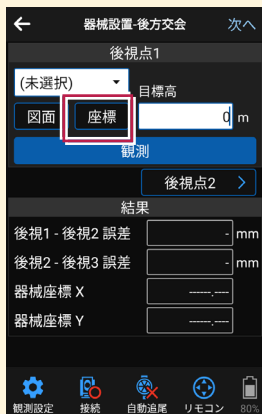 ← 器械設置-後方交会 次へ
後視点1
(未選択)
目標高
図面 座標 0 m
観測
後視点2 >
結果
後視1 - 後視2 誤差 - mm
後視2 - 後視3 誤差 - mm
器械座標 X ------.----
器械座標 Y ------.----
観測設定 接続 自動追尾 リモコン 80%